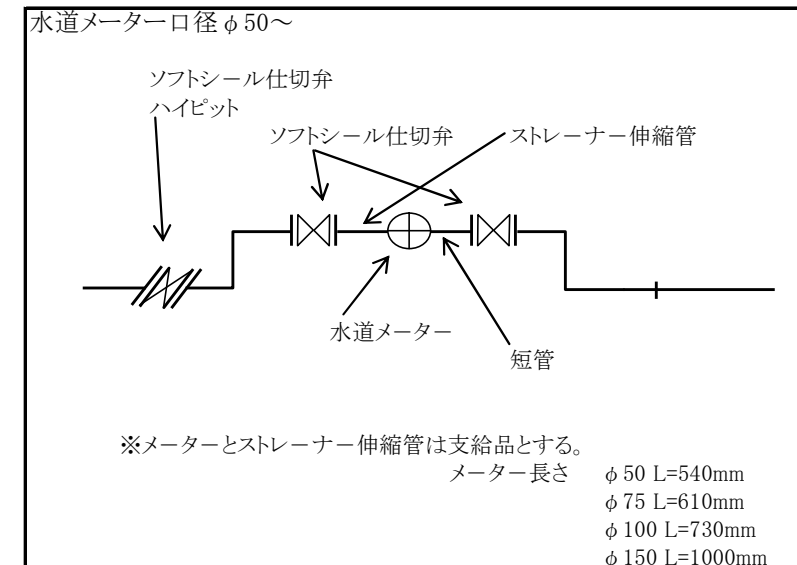 水道メーター口径φ50～
ソフトシール仕切弁
ハイピット
ソフトシール仕切弁
ストレーナー伸縮管
水道メーター
短管
※メーターとストレーナー伸縮管は支給品とする。
メーター長さ φ50 L=540mm
φ75 L=610mm
φ100 L=730mm
φ150 L=1000mm